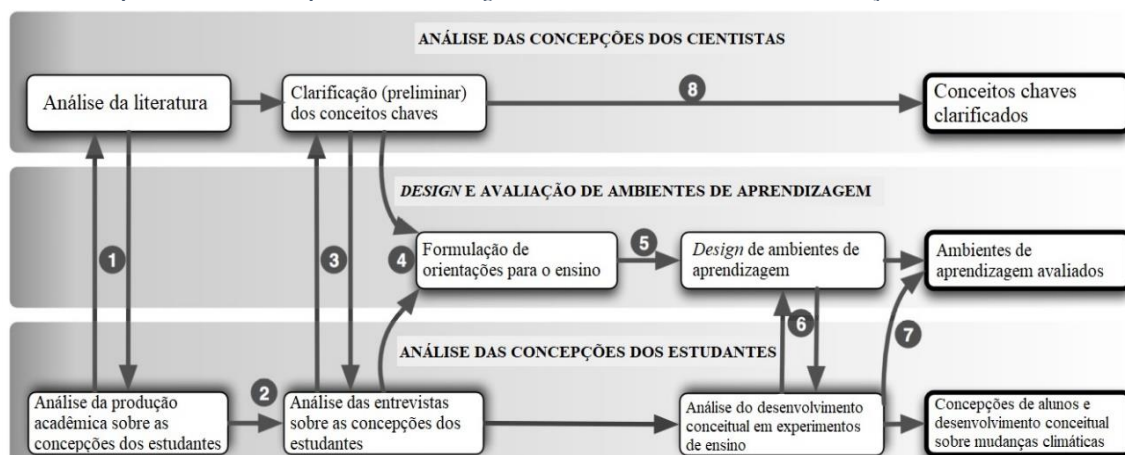 ANÁLISE DAS CONCEPÇÕES DOS CIENTISTAS
Análise da literatura
Clarificação (preliminar)
dos conceitos chaves
8
Conceitos chaves
clarificados
DESIGN E AVALIAÇÃO DE AMBIENTES DE APRENDIZAGEM
1
3
4
Formulação de
orientações para o ensino
5
Design de ambientes de
aprendizagem
Ambientes de
aprendizagem avaliados
6
7
ANÁLISE DAS CONCEPÇÕES DOS ESTUDANTES
2
Análise da produção
acadêmica sobre as
concepções dos estudantes
Análise das entrevistas
sobre as concepções dos
estudantes
Análise do desenvolvimento
conceitual em experimentos
de ensino
Concepções de alunos e
desenvolvimento conceitual
sobre mudanças climáticas